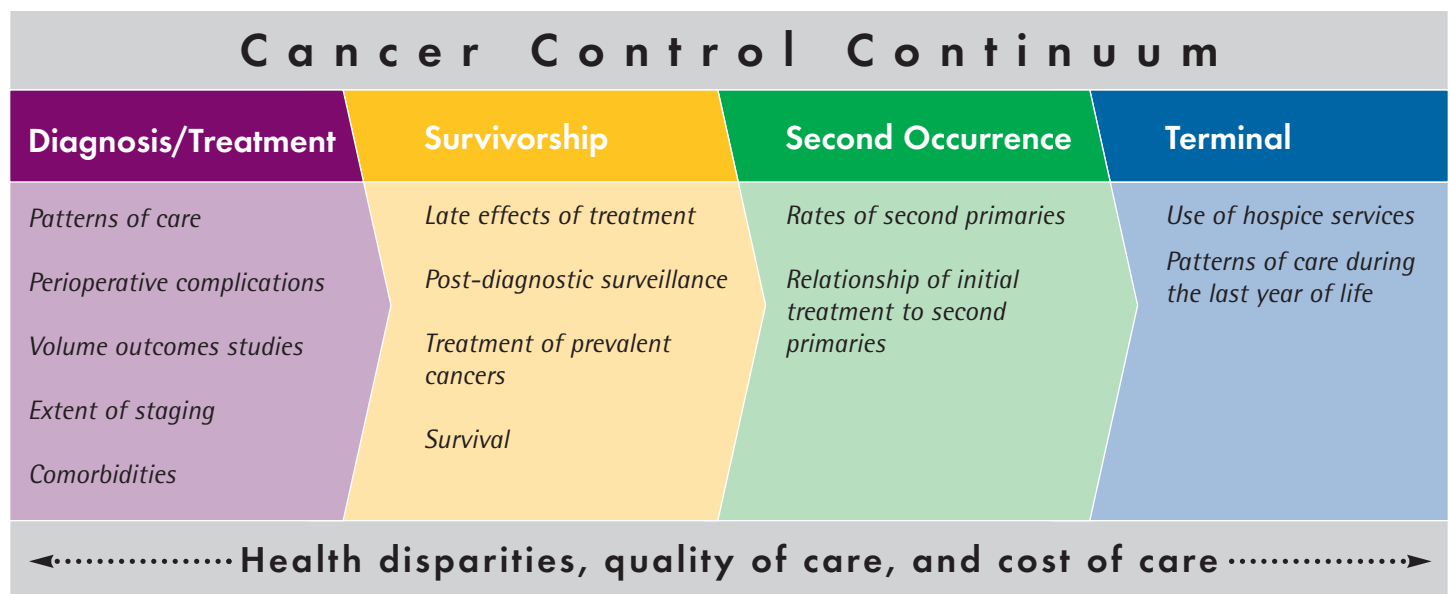 Cancer Control Continuum
Diagnosis/Treatment
Patterns of care
Perioperative complications
Volume outcomes studies
Extent of staging
Comorbidities
Survivorship
Late effects of treatment
Post-diagnostic surveillance
Treatment of prevalent
cancers
Survival
Second Occurrence
Rates of second primaries
Relationship of initial
treatment to second
primaries
Terminal
Use of hospice services
Patterns of care during
the last year of life
Health disparities, quality of care, and cost of care